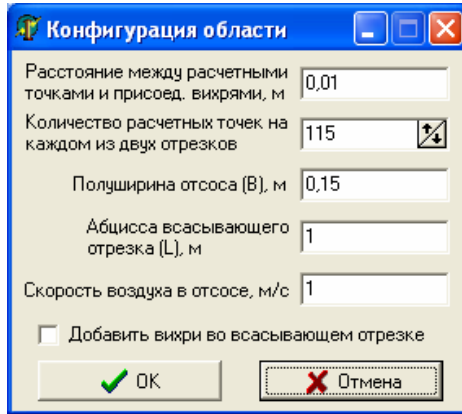 Конфигурация области
Расстояние между расчетными
точками и присоед. вихрями, м
0,01
Количество расчетных точек на
каждом из двух отрезков
115
Полуширина отсоса (B), м
0,15
Абцисса всасывающего
отрезка (L), м
1
Скорость воздуха в отсосе, м/с
1
Добавить вихри во всасывающем отрезке
OK
Отмена